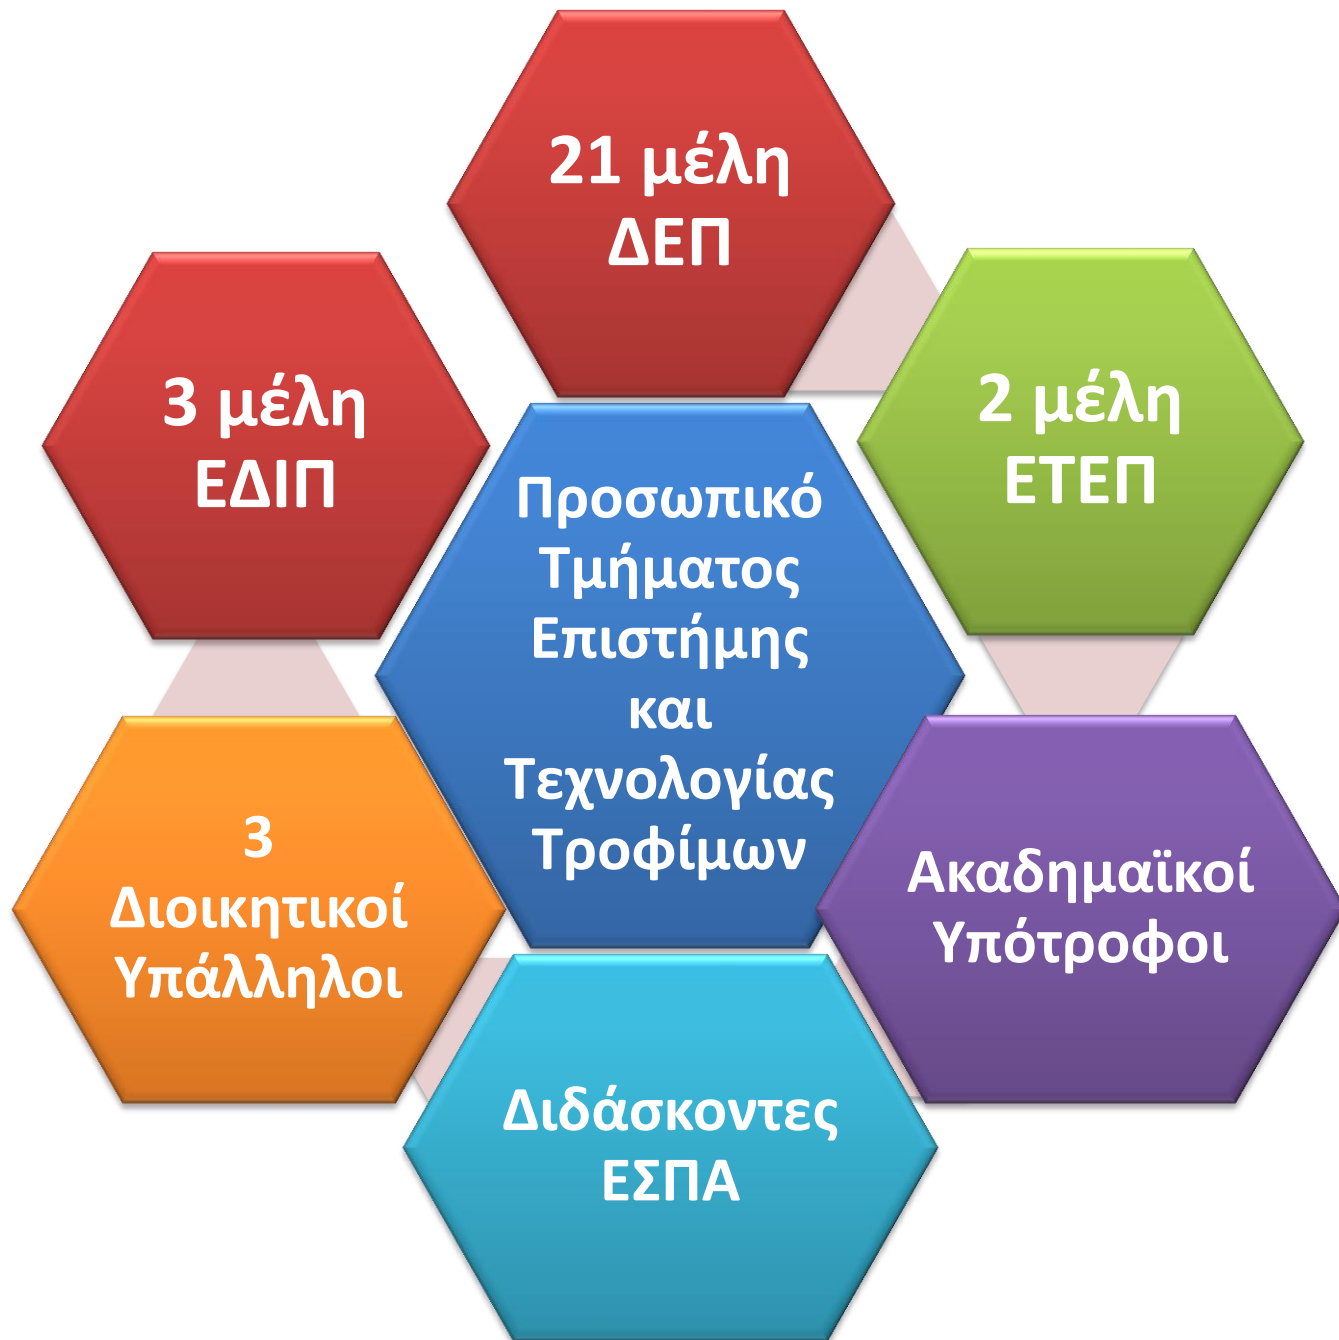 21 μέλη
ΔΕΠ
3 μέλη
ΕΔΙΠ
2 μέλη
ΕΤΕΠ
Προσωπικό
Τμήματος
Επιστήμης
και
Τεχνολογίας
Τροφίμων
3
Διοικητικοί
Υπάλληλοι
Ακαδημαϊκοί
Υπότροφοι
Διδάσκοντες
ΕΣΠΑ